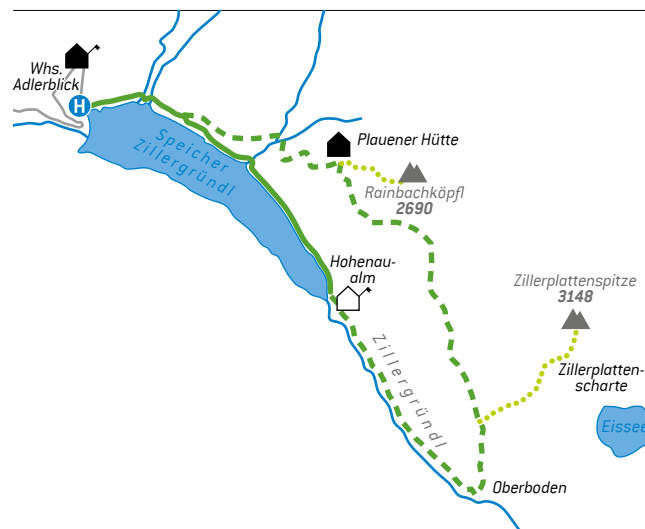 Whs.
Adlerblick
H
Speicher
Zillergründl
Plauener Hütte
Rainbachköpfl
2690
Hohenau-
alm
Zillergründl
Zillerplattenspitze
3148
Zillerplatten-
scharte
Eissee
Oberboden